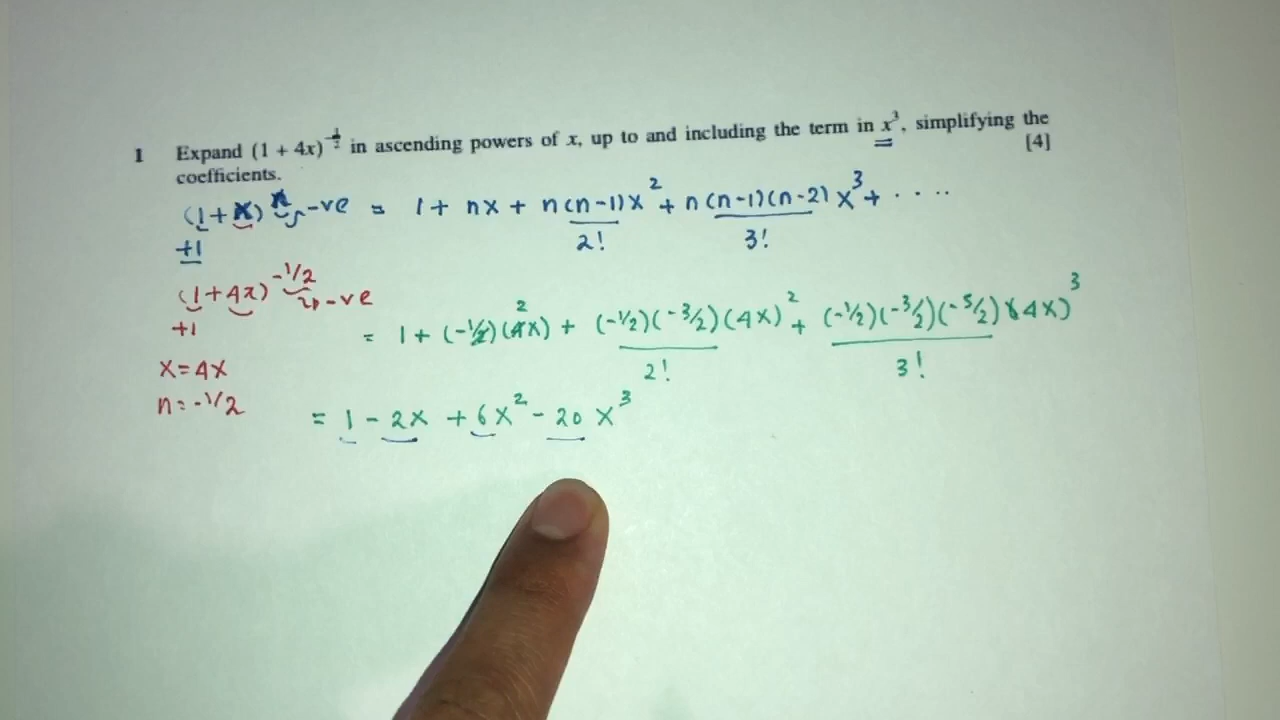 1 Expand (1 + 4x)^{-1/2} in ascending powers of x, up to and including the term in x³, simplifying the
coefficients. [4]
(1+x)^n → -ve = 1 + nx + n(n-1)x²/2! + n(n-1)(n-2)x³/3! + ....
+1
(1+4x)^{-1/2} → -ve
+1
= 1 + (-1/2)(4x) + (-1/2)(-3/2)(4x)²/2! + (-1/2)(-3/2)(-5/2)(4x)³/3!
x=4x
n=-1/2
= 1 - 2x + 6x² - 20x³